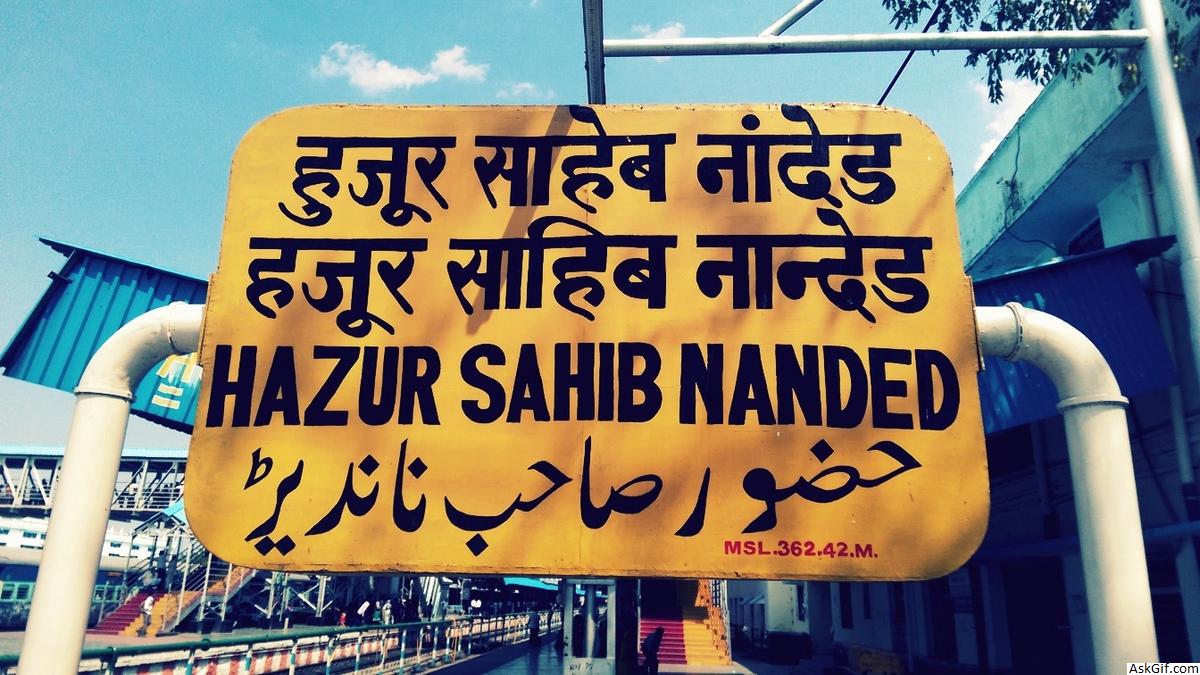 हुजूर साहेब नांदेड
हजूर साहिब नान्देड
HAZUR SAHIB NANDED
حضور صاحب ناندیڑ
MSL.362.42.M.
AskGif.com